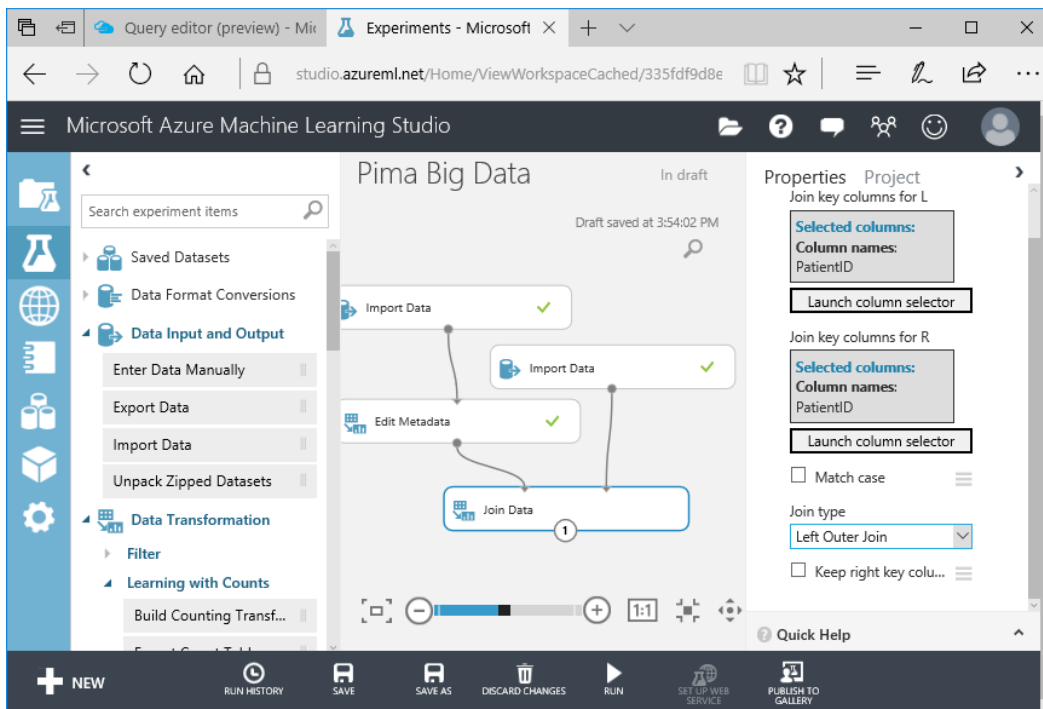 Query editor (preview) - Mic
Experiments - Microsoft
studio.azureml.net/Home/ViewWorkspaceCached/335fdf9d8e
Microsoft Azure Machine Learning Studio
Search experiment items
Saved Datasets
Data Format Conversions
Data Input and Output
Enter Data Manually
Export Data
Import Data
Unpack Zipped Datasets
Data Transformation
Filter
Learning with Counts
Build Counting Transf...
Pima Big Data
In draft
Draft saved at 3:54:02 PM
Import Data
Import Data
Edit Metadata
Join Data
1
1:1
Properties Project
Join key columns for L
Selected columns:
Column names:
PatientID
Launch column selector
Join key columns for R
Selected columns:
Column names:
PatientID
Launch column selector
Match case
Join type
Left Outer Join
Keep right key colu...
Quick Help
NEW
RUN HISTORY
SAVE
SAVE AS
DISCARD CHANGES
RUN
SET UP WEB
SERVICE
PUBLISH TO
GALLERY